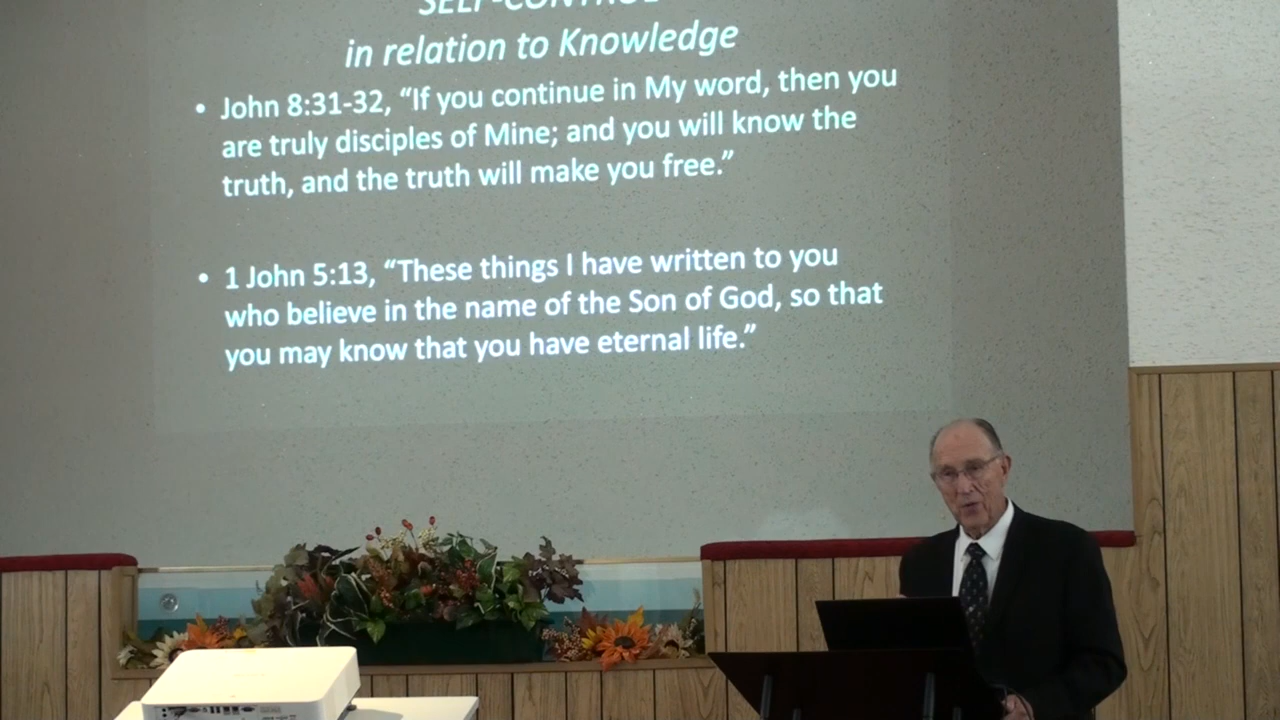 SELF-CONTROL
in relation to Knowledge
• John 8:31-32, “If you continue in My word, then you
are truly disciples of Mine; and you will know the
truth, and the truth will make you free.”
• 1 John 5:13, “These things I have written to you
who believe in the name of the Son of God, so that
you may know that you have eternal life.”